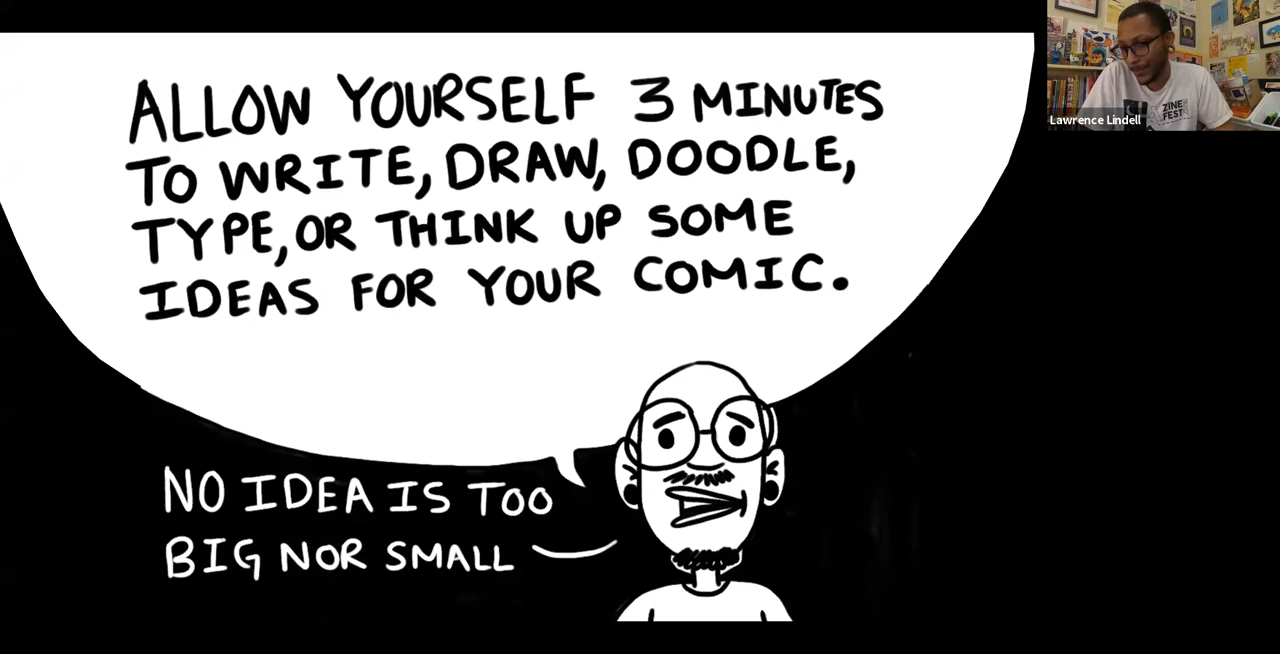 ALLOW YOURSELF 3 MINUTES
TO WRITE, DRAW, DOODLE,
TYPE, OR THINK UP SOME
IDEAS FOR YOUR COMIC.
NO IDEA IS TOO
BIG NOR SMALL
Lawrence Lindell
ZINE
FEST